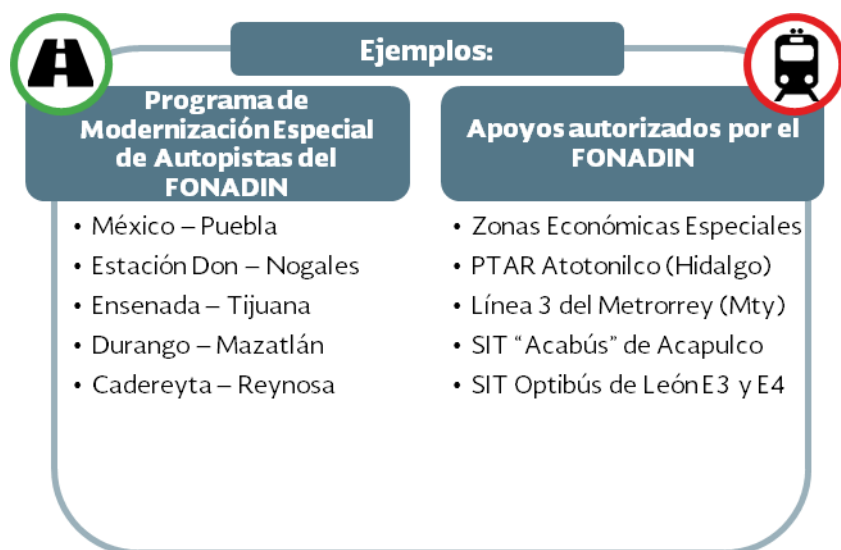 Ejemplos:
Programa de
Modernización Especial
de Autopistas del
FONADIN
• México – Puebla
• Estación Don – Nogales
• Ensenada – Tijuana
• Durango – Mazatlán
• Cadereyta – Reynosa
Apoyos autorizados por el
FONADIN
• Zonas Económicas Especiales
• PTAR Atotonilco (Hidalgo)
• Línea 3 del Metrorrey (Mty)
• SIT “Acabús” de Acapulco
• SIT Optibús de León E3 y E4